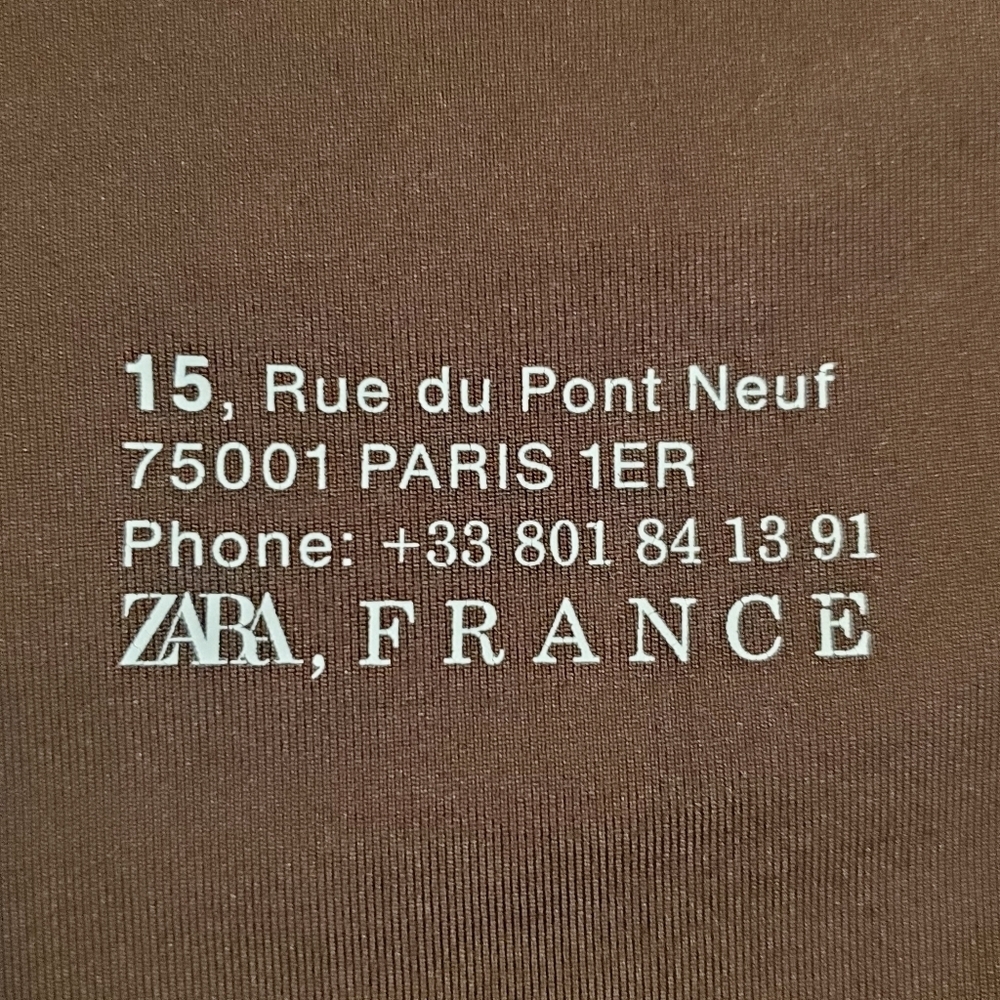 15, Rue du Pont Neuf
75001 PARIS 1ER
Phone: +33 801 84 13 91
ZARA, FRANCE